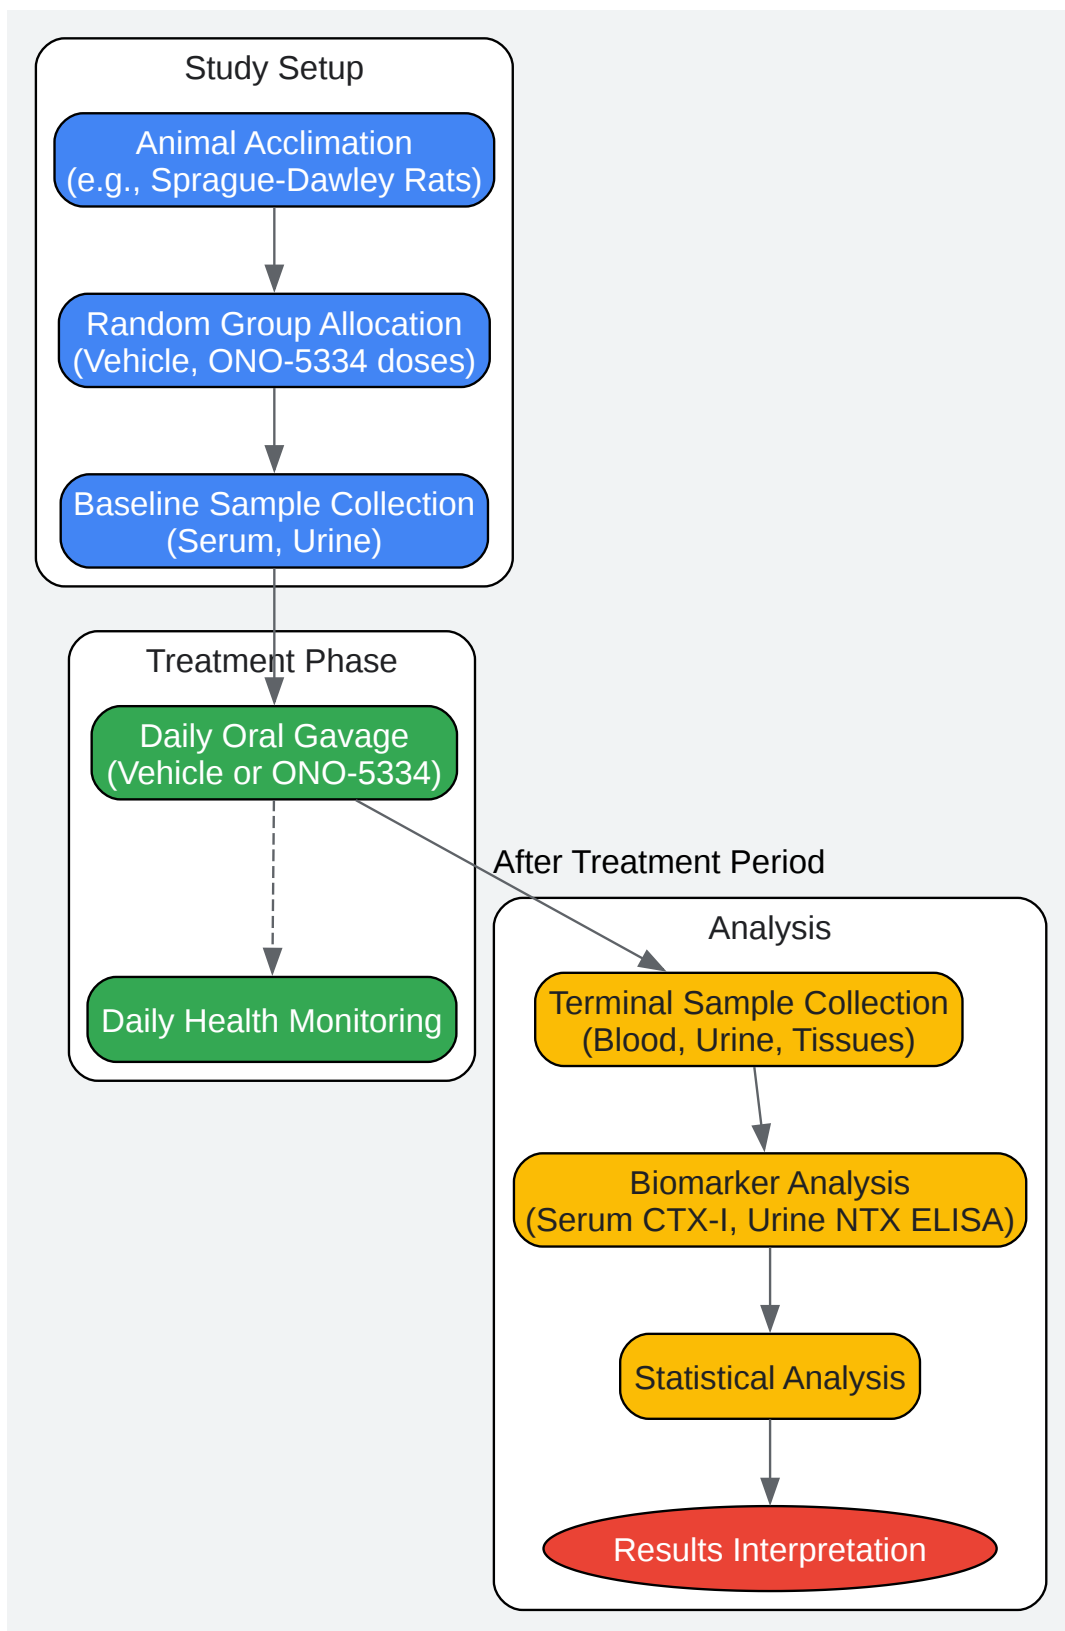 Study Setup
Animal Acclimation
(e.g., Sprague-Dawley Rats)
Random Group Allocation
(Vehicle, ONO-5334 doses)
Baseline Sample Collection
(Serum, Urine)
Treatment Phase
Daily Oral Gavage
(Vehicle or ONO-5334)
Daily Health Monitoring
After Treatment Period
Analysis
Terminal Sample Collection
(Blood, Urine, Tissues)
Biomarker Analysis
(Serum CTX-I, Urine NTX ELISA)
Statistical Analysis
Results Interpretation